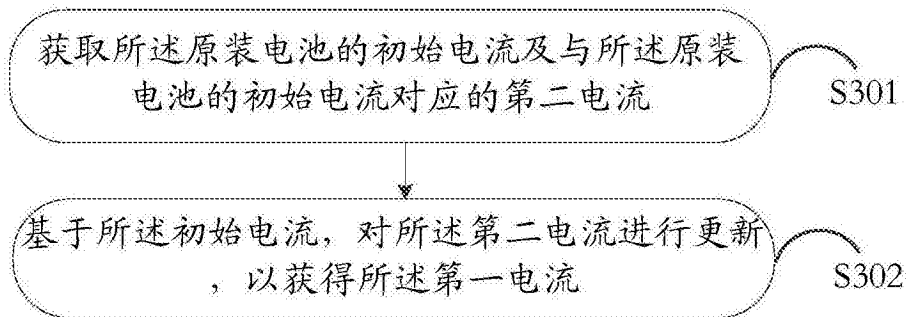 获取所述原装电池的初始电流及与所述原装
电池的初始电流对应的第二电流
S301
基于所述初始电流，对所述第二电流进行更新
，以获得所述第一电流
S302